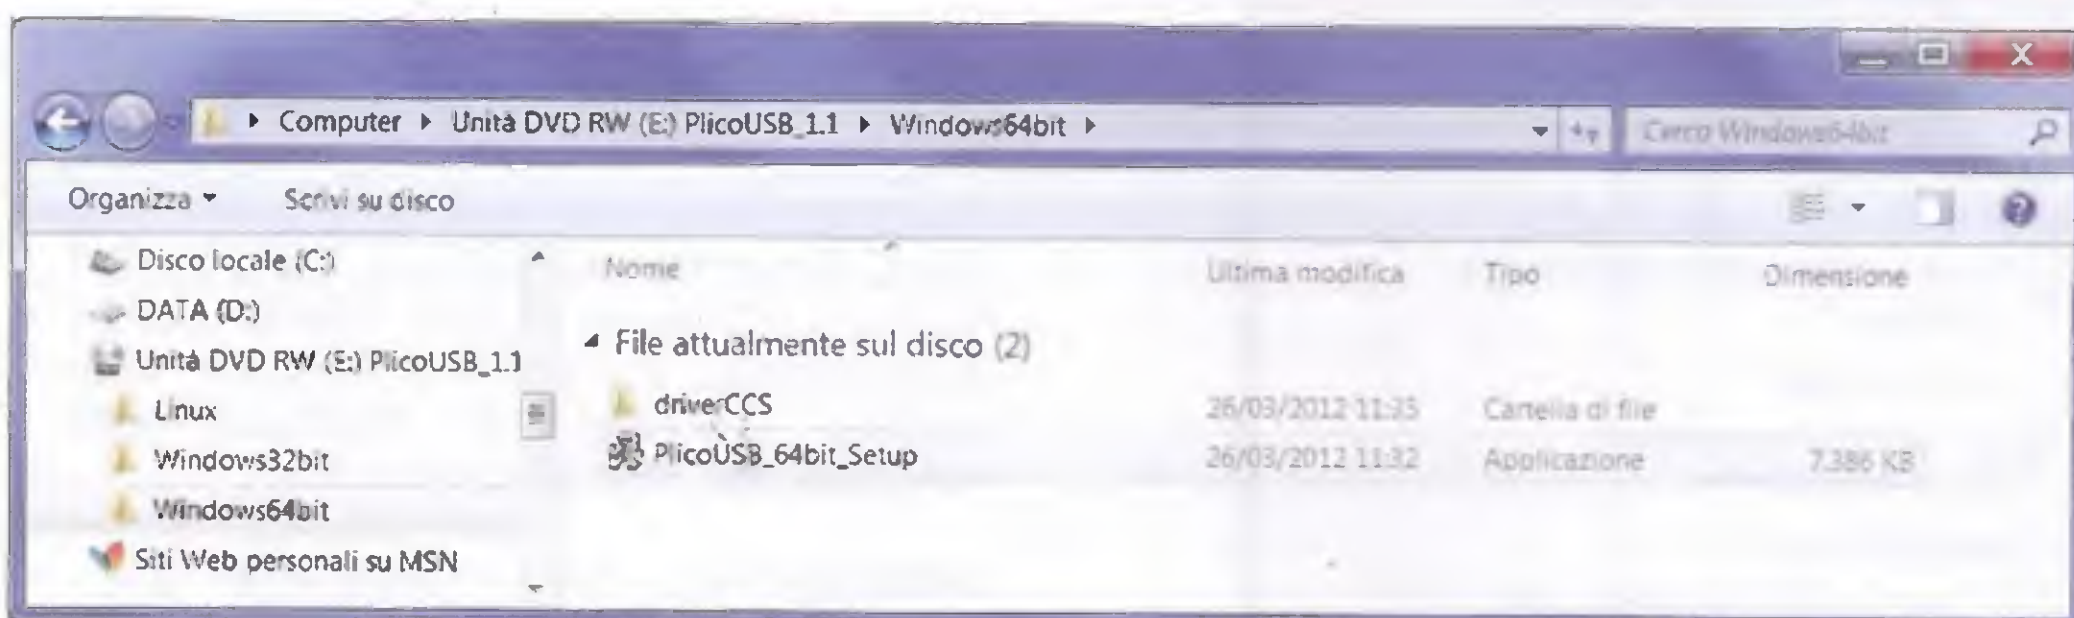 Computer ▸ Unità DVD RW (E:) PlicoUSB_1.1 ▸ Windows64bit ▸
Cerca Windows64bit
Organizza Scrivi su disco
Disco locale (C:)
DATA (D:)
Unità DVD RW (E:) PlicoUSB_1.1
Linux
Windows32bit
Windows64bit
Siti Web personali su MSN
Nome Ultima modifica Tipo Dimensione
File attualmente sul disco (2)
driverCCS 26/03/2012 11:35 Cartella di file
PlicoUSB_64bit_Setup 26/03/2012 11:32 Applicazione 7.386 KB